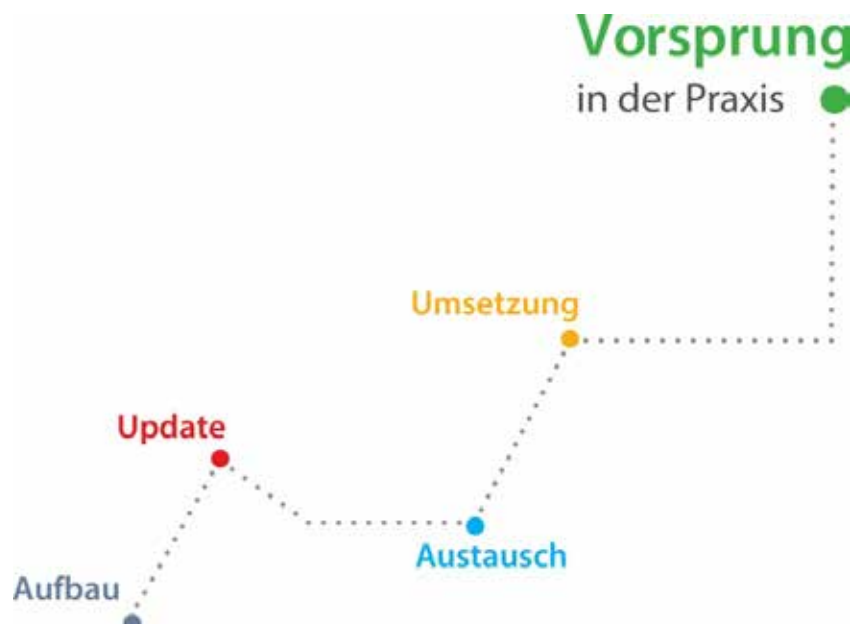 Vorsprung
in der Praxis
Umsetzung
Update
Austausch
Aufbau